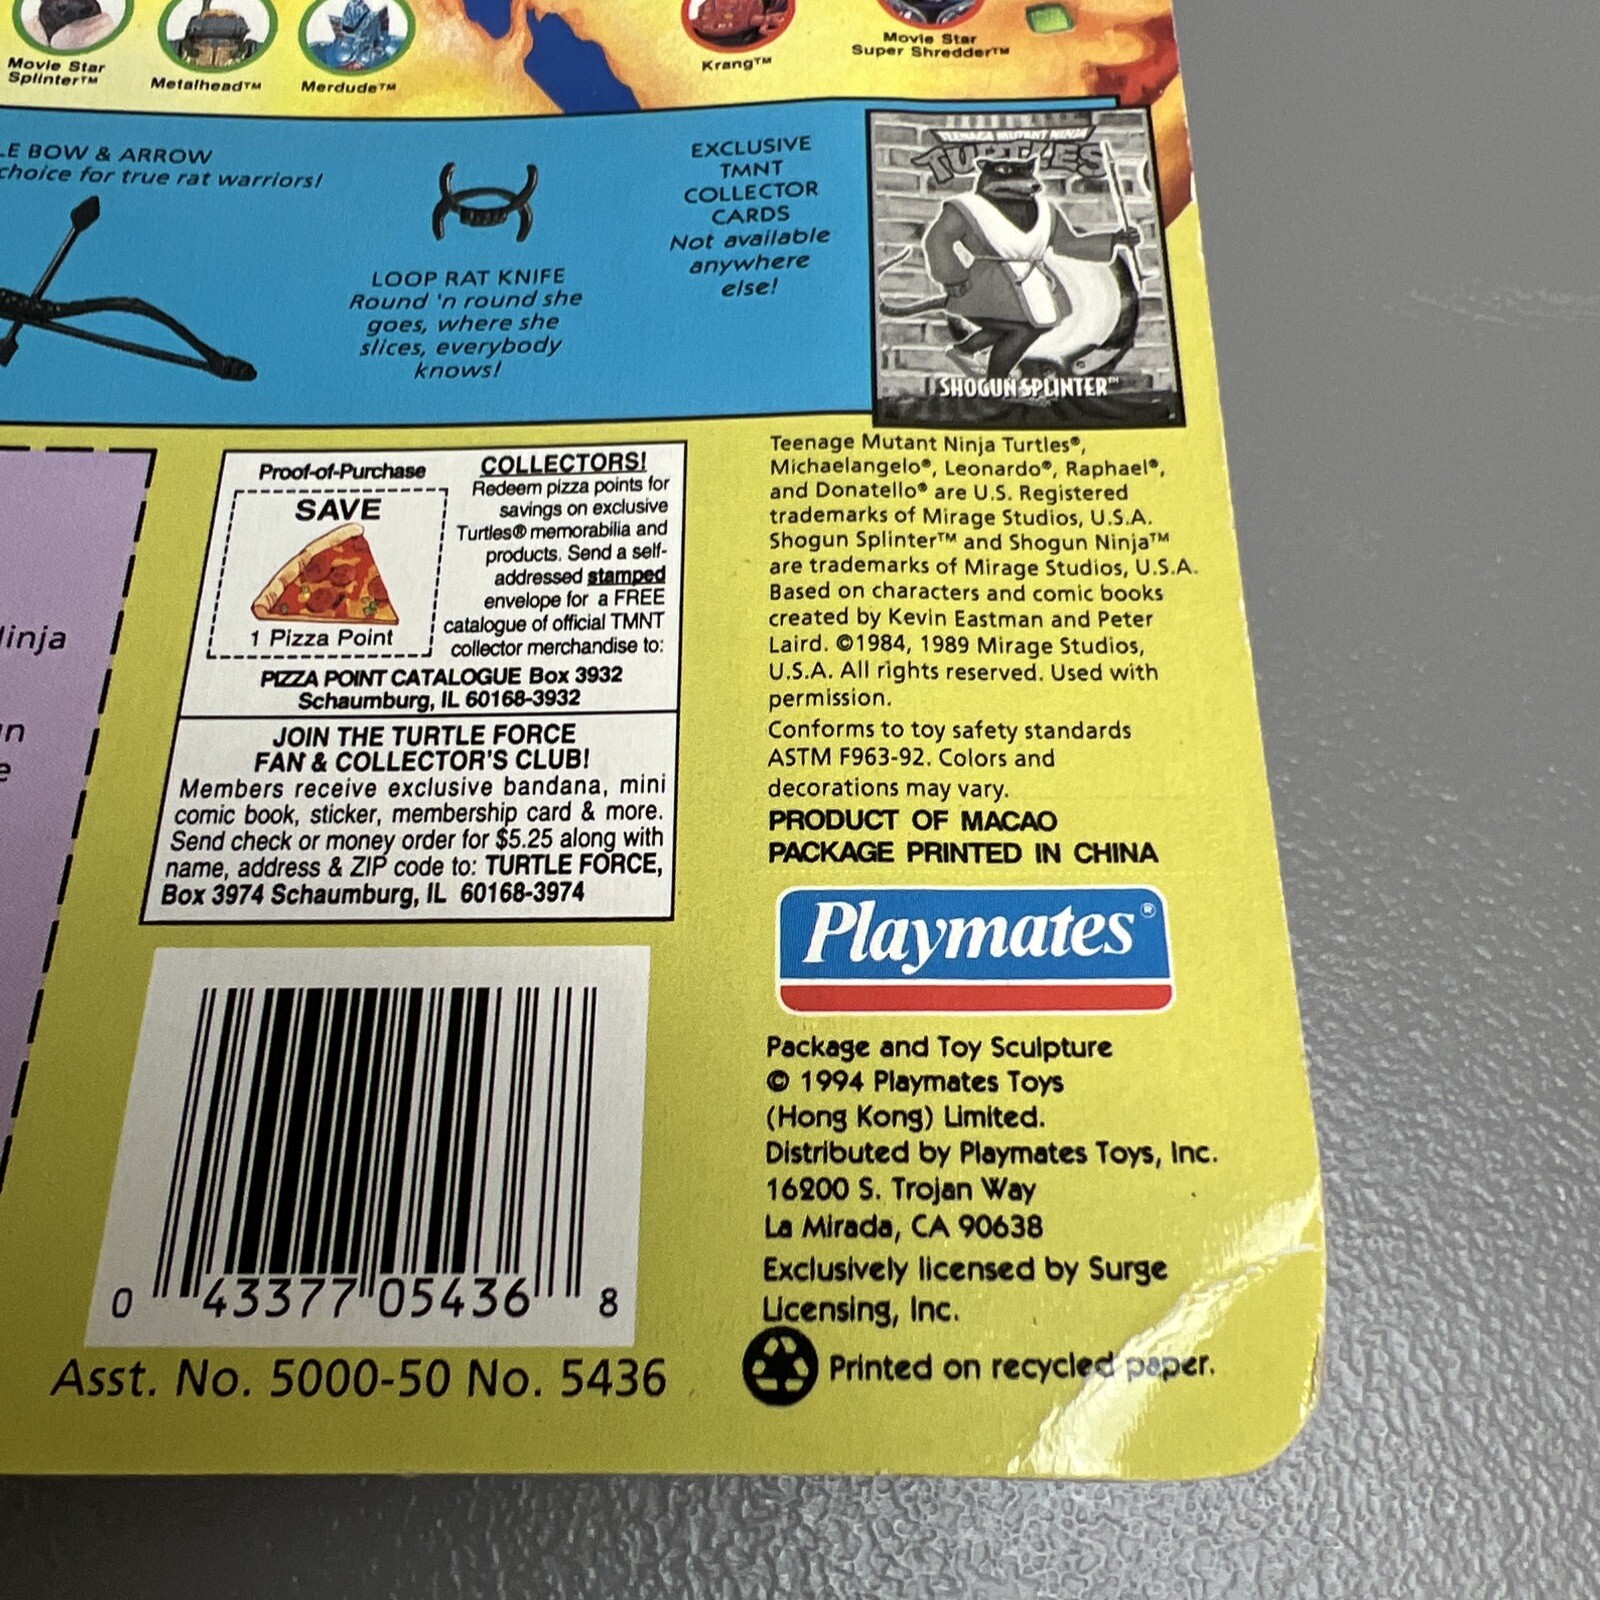 Movie Star
Splinter™
Metalhead™
Merdude™
Krang™
Movie Star
Super Shredder™
LE BOW & ARROW
choice for true rat warriors!
LOOP RAT KNIFE
Round 'n round she
goes, where she
slices, everybody
knows!
EXCLUSIVE
TMNT
COLLECTOR
CARDS
Not available
anywhere
else!
TEENAGE MUTANT NINJA
TURTLES
SHOGUN SPLINTER™
Proof-of-Purchase
SAVE
1 Pizza Point
COLLECTORS!
Redeem pizza points for
savings on exclusive
Turtles® memorabilia and
products. Send a self-
addressed stamped
envelope for a FREE
catalogue of official TMNT
collector merchandise to:
PIZZA POINT CATALOGUE Box 3932
Schaumburg, IL 60168-3932
JOIN THE TURTLE FORCE
FAN & COLLECTOR'S CLUB!
Members receive exclusive bandana, mini
comic book, sticker, membership card & more.
Send check or money order for $5.25 along with
name, address & ZIP code to: TURTLE FORCE,
Box 3974 Schaumburg, IL 60168-3974
0 43377 05436 8
Asst. No. 5000-50 No. 5436
Teenage Mutant Ninja Turtles®,
Michaelangelo®, Leonardo®, Raphael®,
and Donatello® are U.S. Registered
trademarks of Mirage Studios, U.S.A.
Shogun Splinter™ and Shogun Ninja™
are trademarks of Mirage Studios, U.S.A.
Based on characters and comic books
created by Kevin Eastman and Peter
Laird. ©1984, 1989 Mirage Studios,
U.S.A. All rights reserved. Used with
permission.
Conforms to toy safety standards
ASTM F963-92. Colors and
decorations may vary.
PRODUCT OF MACAO
PACKAGE PRINTED IN CHINA
Playmates®
Package and Toy Sculpture
© 1994 Playmates Toys
(Hong Kong) Limited.
Distributed by Playmates Toys, Inc.
16200 S. Trojan Way
La Mirada, CA 90638
Exclusively licensed by Surge
Licensing, Inc.
Printed on recycled paper.